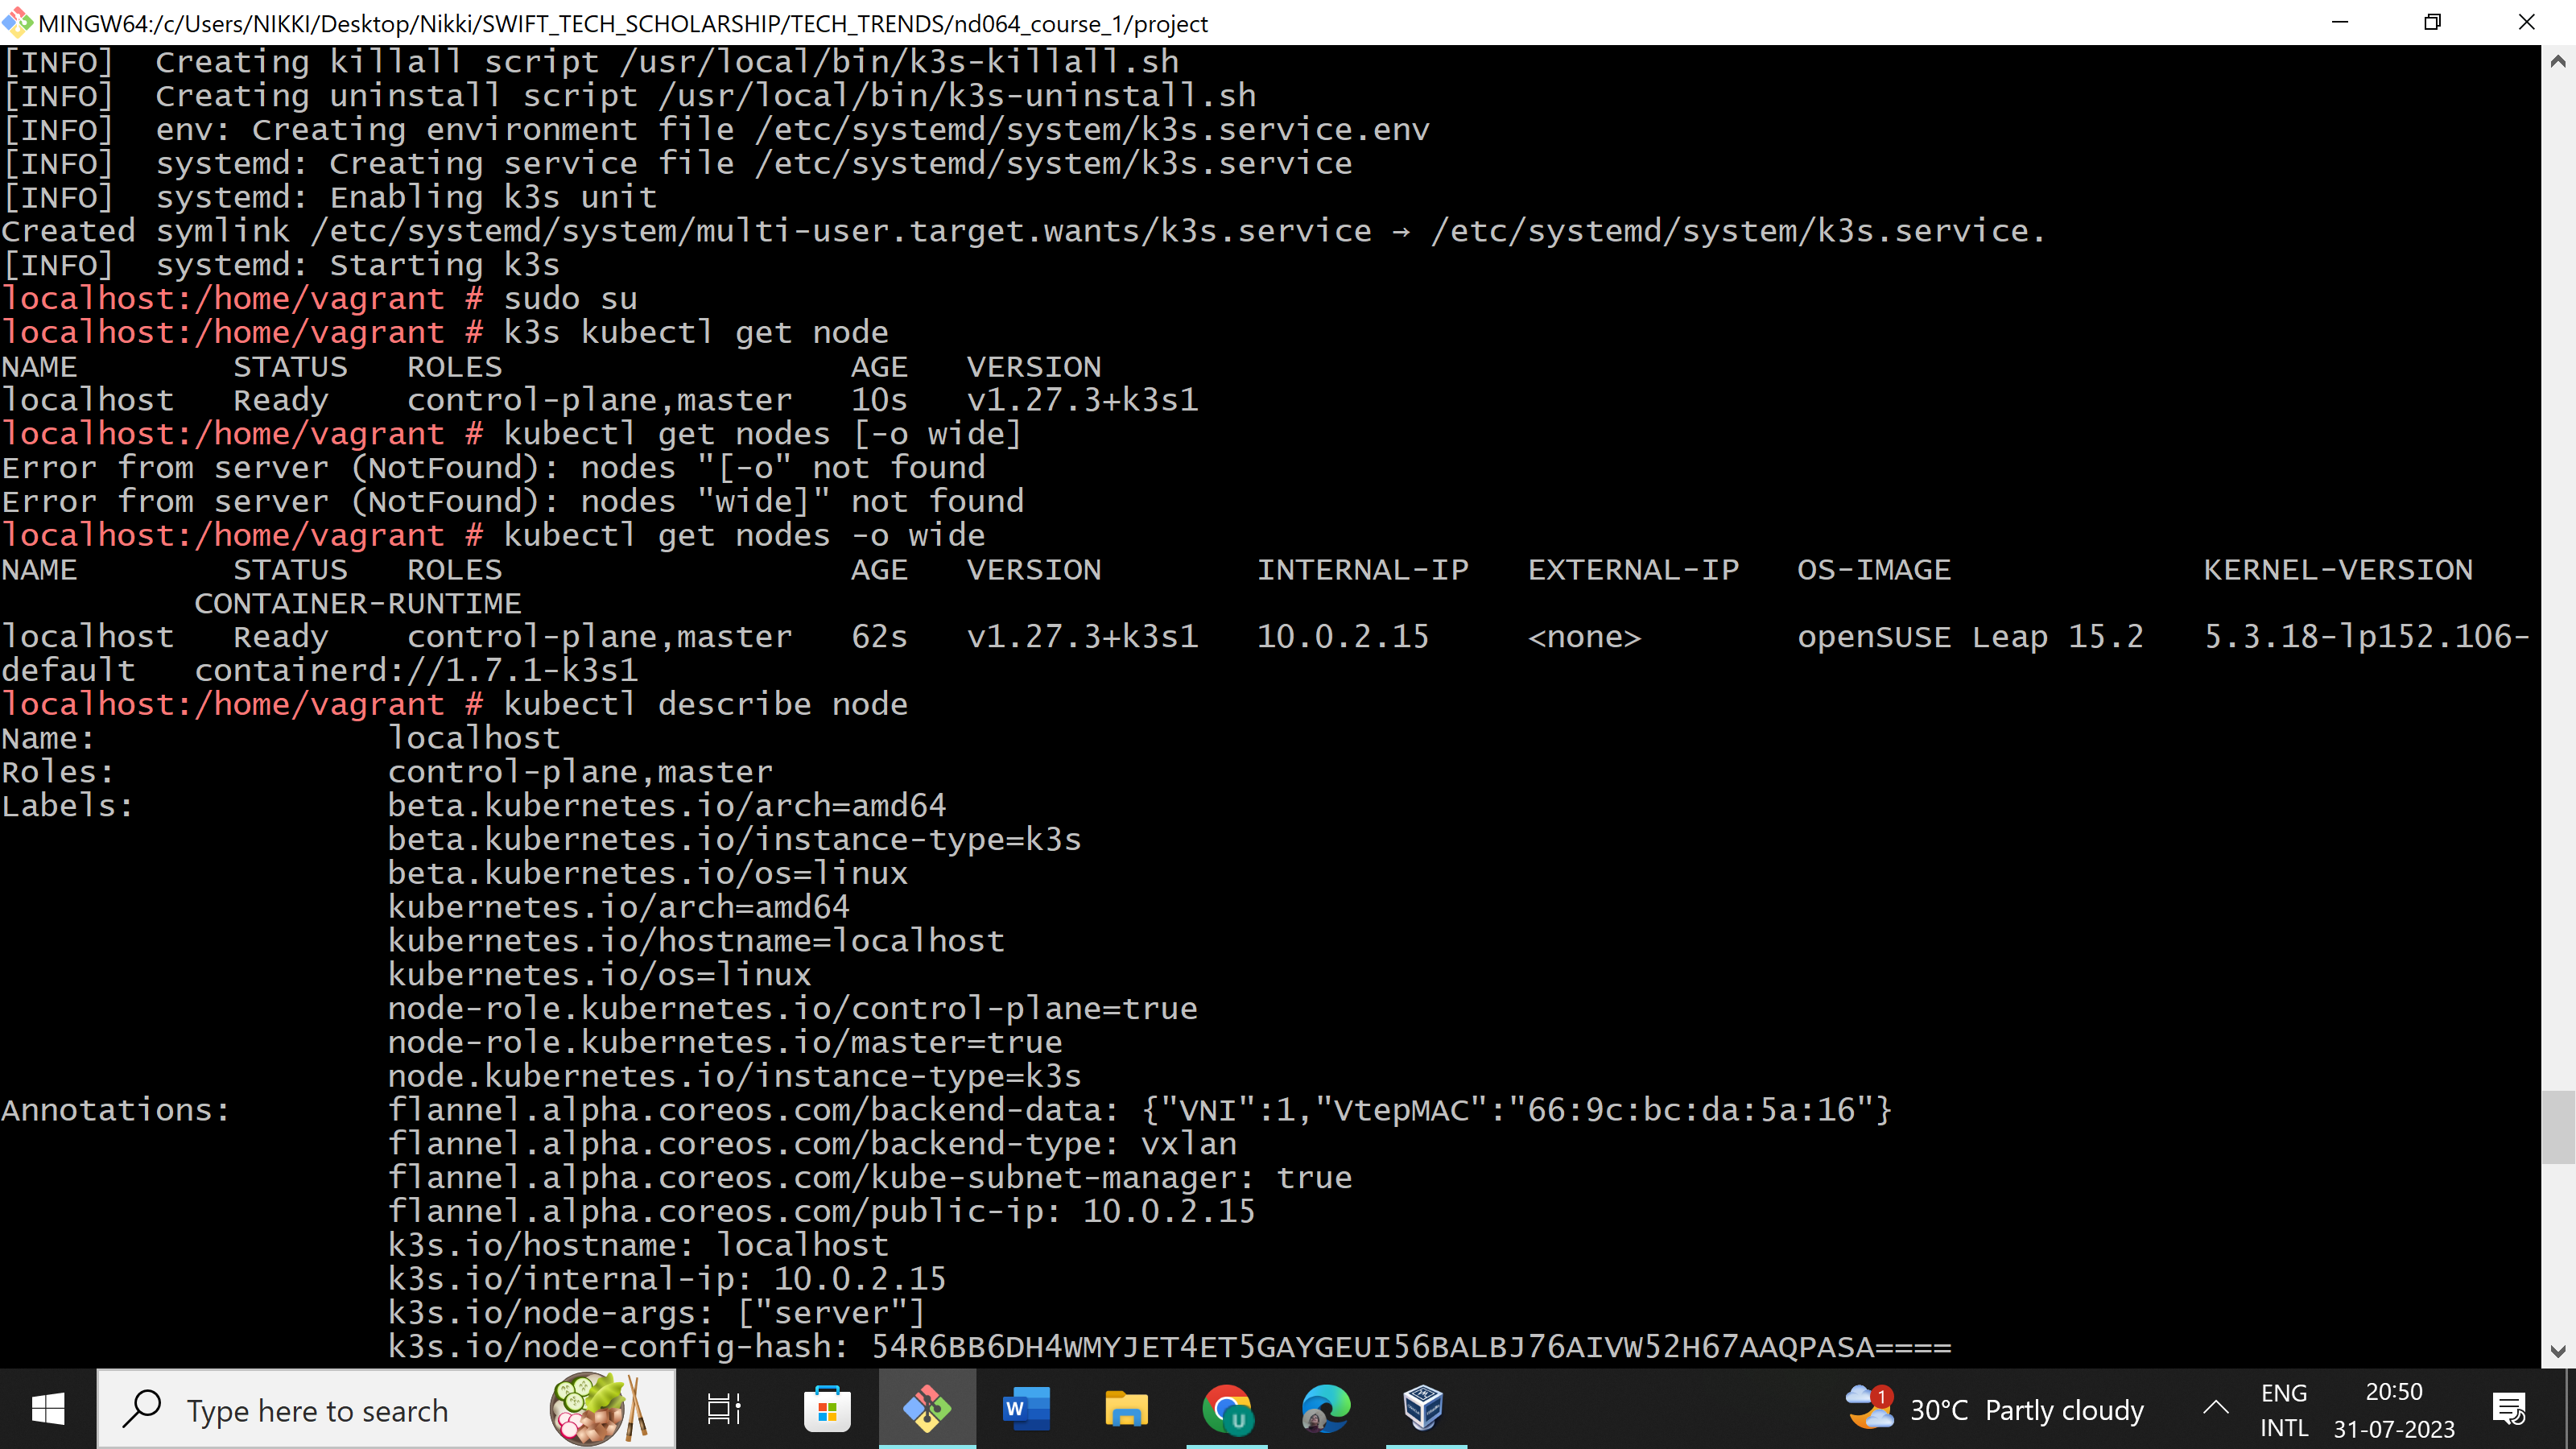 MINGW64:/c/Users/NIKKI/Desktop/Nikki/SWIFT_TECH_SCHOLARSHIP/TECH_TRENDS/nd064_course_1/project
[INFO]  Creating killall script /usr/local/bin/k3s-killall.sh
[INFO]  Creating uninstall script /usr/local/bin/k3s-uninstall.sh
[INFO]  env: Creating environment file /etc/systemd/system/k3s.service.env
[INFO]  systemd: Creating service file /etc/systemd/system/k3s.service
[INFO]  systemd: Enabling k3s unit
Created symlink /etc/systemd/system/multi-user.target.wants/k3s.service → /etc/systemd/system/k3s.service.
[INFO]  systemd: Starting k3s
localhost:/home/vagrant # sudo su
localhost:/home/vagrant # k3s kubectl get node
NAME        STATUS   ROLES                  AGE   VERSION
localhost   Ready    control-plane,master   10s   v1.27.3+k3s1
localhost:/home/vagrant # kubectl get nodes [-o wide]
Error from server (NotFound): nodes "[-o" not found
Error from server (NotFound): nodes "wide]" not found
localhost:/home/vagrant # kubectl get nodes -o wide
NAME        STATUS   ROLES                  AGE   VERSION        INTERNAL-IP   EXTERNAL-IP   OS-IMAGE             KERNEL-VERSION
          CONTAINER-RUNTIME
localhost   Ready    control-plane,master   62s   v1.27.3+k3s1   10.0.2.15     <none>        openSUSE Leap 15.2   5.3.18-lp152.106-
default   containerd://1.7.1-k3s1
localhost:/home/vagrant # kubectl describe node
Name:               localhost
Roles:              control-plane,master
Labels:             beta.kubernetes.io/arch=amd64
                    beta.kubernetes.io/instance-type=k3s
                    beta.kubernetes.io/os=linux
                    kubernetes.io/arch=amd64
                    kubernetes.io/hostname=localhost
                    kubernetes.io/os=linux
                    node-role.kubernetes.io/control-plane=true
                    node-role.kubernetes.io/master=true
                    node.kubernetes.io/instance-type=k3s
Annotations:        flannel.alpha.coreos.com/backend-data: {"VNI":1,"VtepMAC":"66:9c:bc:da:5a:16"}
                    flannel.alpha.coreos.com/backend-type: vxlan
                    flannel.alpha.coreos.com/kube-subnet-manager: true
                    flannel.alpha.coreos.com/public-ip: 10.0.2.15
                    k3s.io/hostname: localhost
                    k3s.io/internal-ip: 10.0.2.15
                    k3s.io/node-args: ["server"]
                    k3s.io/node-config-hash: 54R6BB6DH4WMYJET4ET5GAYGEUI56BALBJ76AIVW52H67AAQPASA====
Type here to search
W
U
1
30°C  Partly cloudy
ENG
INTL
20:50
31-07-2023